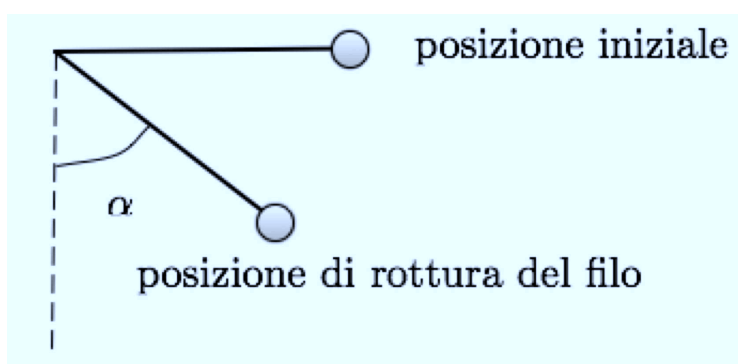 posizione iniziale
α
posizione di rottura del filo